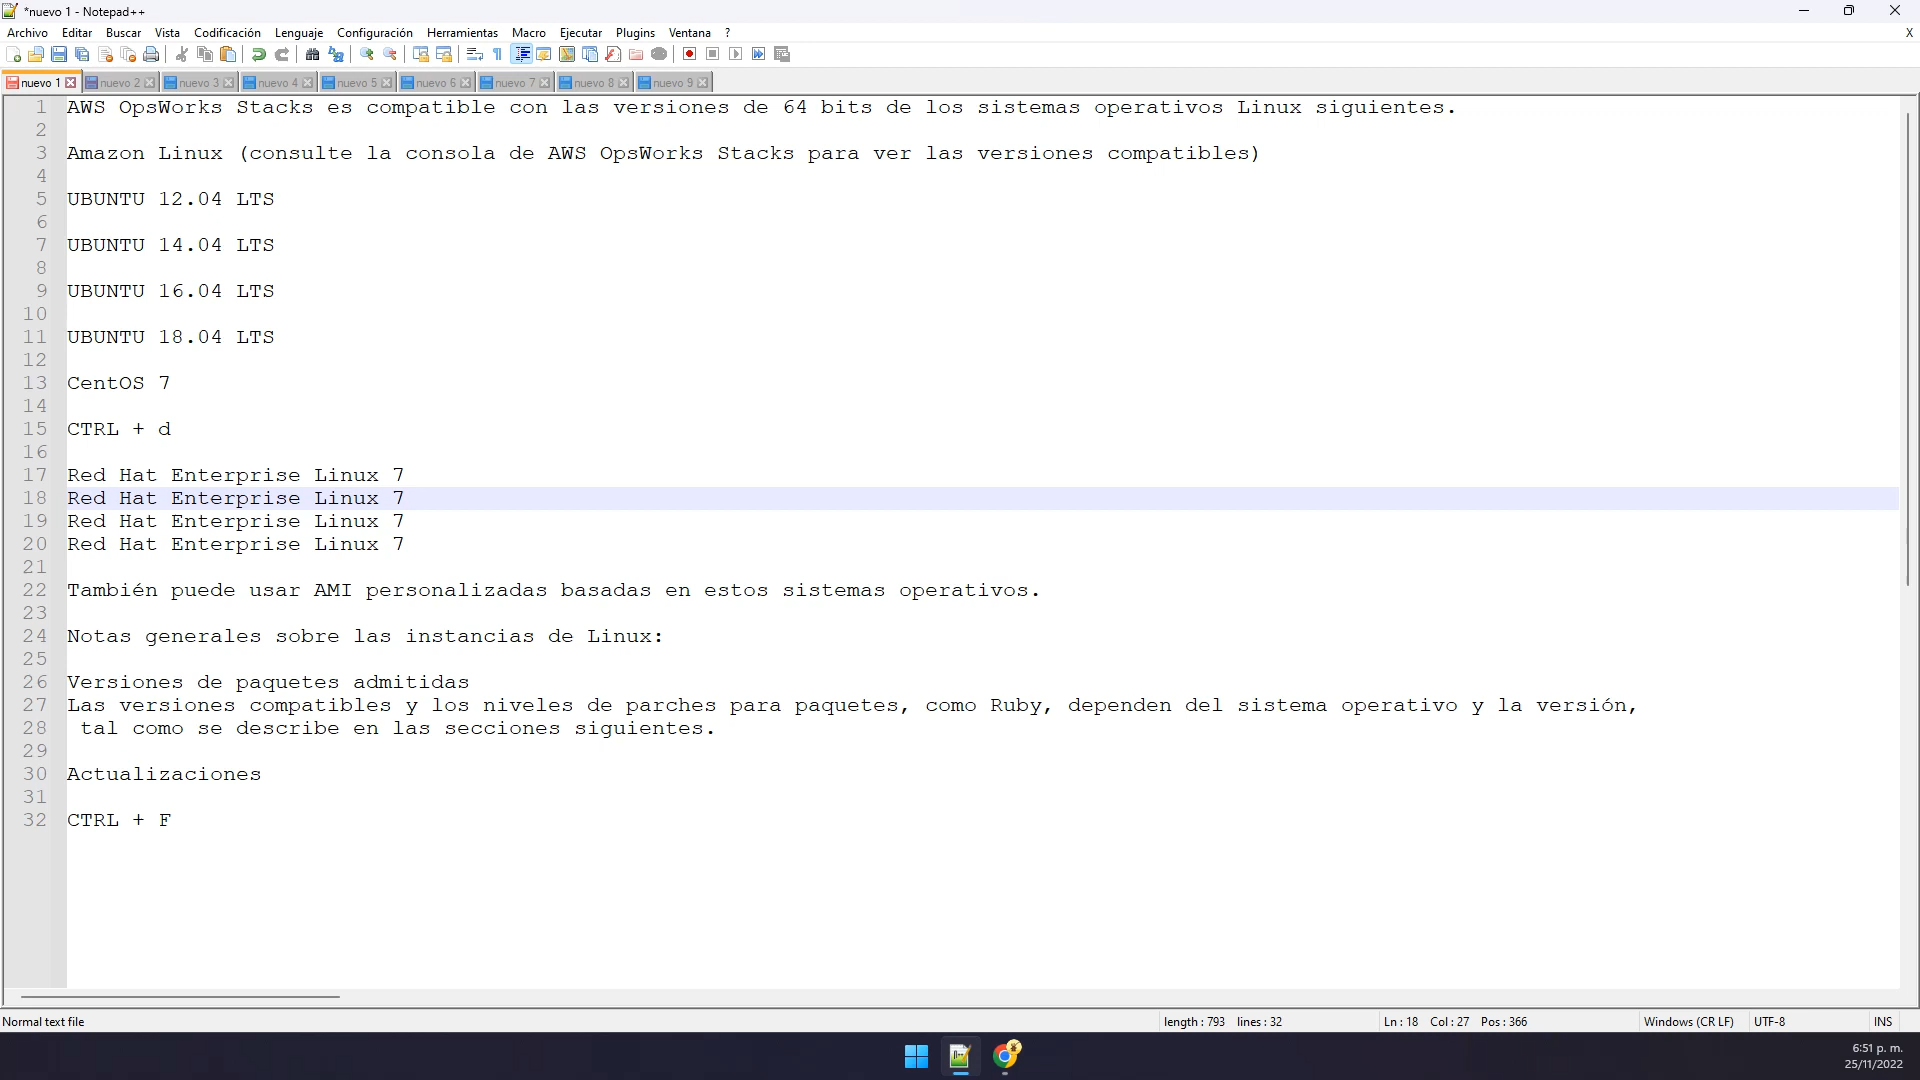 *nuevo 1 - Notepad++
Archivo Editar Buscar Vista Codificación Lenguaje Configuración Herramientas Macro Ejecutar Plugins Ventana ? X
nuevo 1 nuevo 2 nuevo 3 nuevo 4 nuevo 5 nuevo 6 nuevo 7 nuevo 8 nuevo 9
1 AWS OpsWorks Stacks es compatible con las versiones de 64 bits de los sistemas operativos Linux siguientes.
2
3 Amazon Linux (consulte la consola de AWS OpsWorks Stacks para ver las versiones compatibles)
4
5 UBUNTU 12.04 LTS
6
7 UBUNTU 14.04 LTS
8
9 UBUNTU 16.04 LTS
10
11 UBUNTU 18.04 LTS
12
13 CentOS 7
14
15 CTRL + d
16
17 Red Hat Enterprise Linux 7
18 Red Hat Enterprise Linux 7
19 Red Hat Enterprise Linux 7
20 Red Hat Enterprise Linux 7
21
22 También puede usar AMI personalizadas basadas en estos sistemas operativos.
23
24 Notas generales sobre las instancias de Linux:
25
26 Versiones de paquetes admitidas
27 Las versiones compatibles y los niveles de parches para paquetes, como Ruby, dependen del sistema operativo y la versión,
28 tal como se describe en las secciones siguientes.
29
30 Actualizaciones
31
32 CTRL + F
Normal text file length : 793 lines : 32 Ln : 18 Col : 27 Pos : 366 Windows (CR LF) UTF-8 INS
6:51 p. m.
25/11/2022